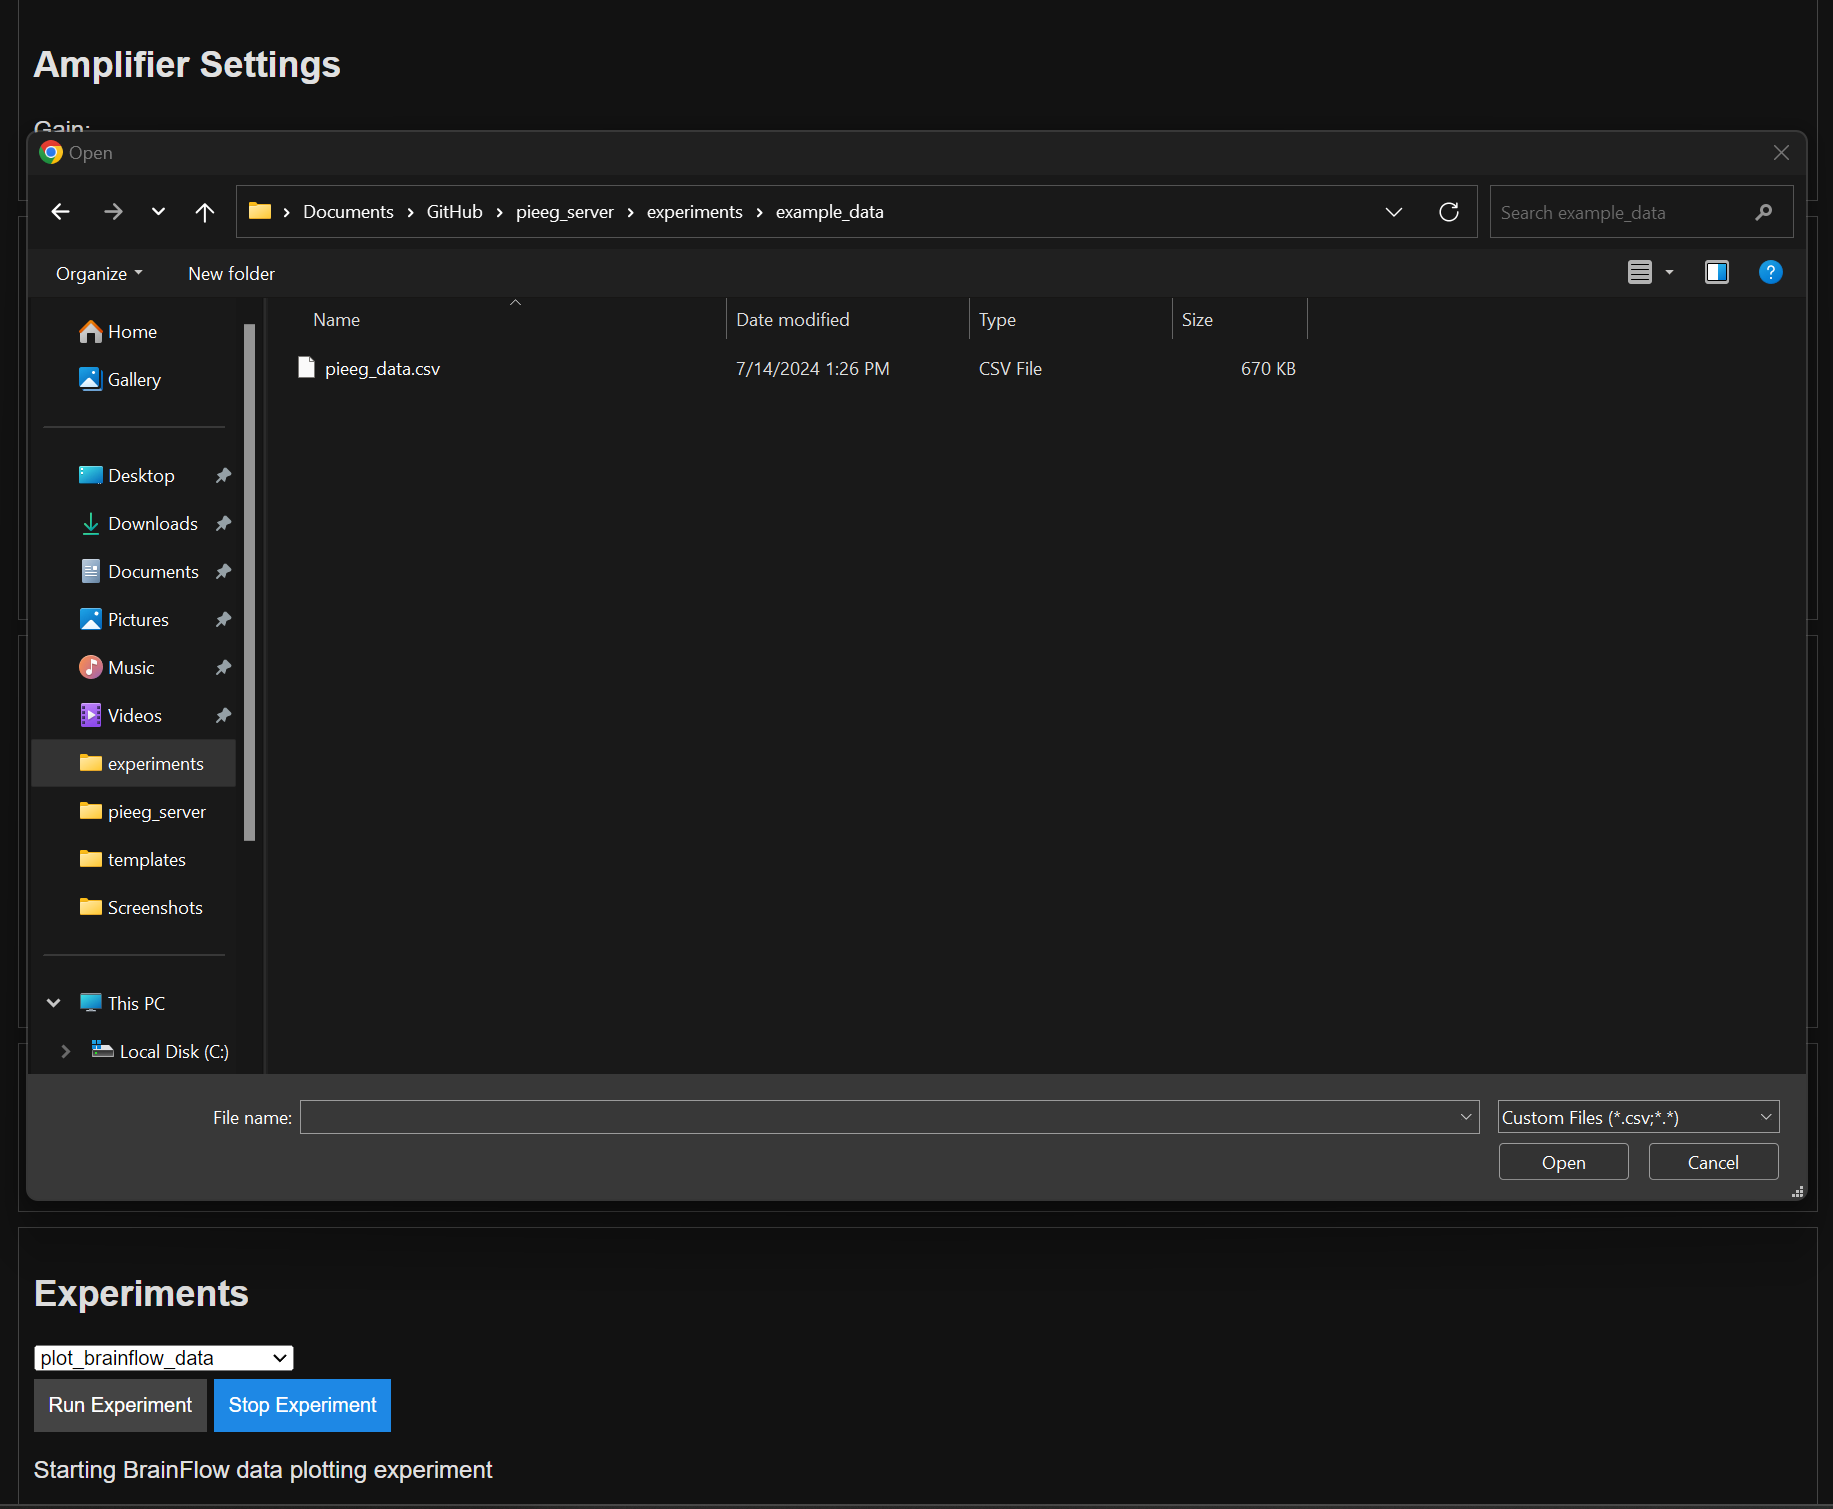 Amplifier Settings
Gain:
Open
Documents > GitHub > pieeg_server > experiments > example_data
Search example_data
Organize
New folder
Name
Date modified
Type
Size
pieeg_data.csv
7/14/2024 1:26 PM
CSV File
670 KB
Home
Gallery
Desktop
Downloads
Documents
Pictures
Music
Videos
experiments
pieeg_server
templates
Screenshots
This PC
Local Disk (C:)
File name:
Custom Files (*.csv;*.*)
Open
Cancel
Experiments
plot_brainflow_data
Run Experiment
Stop Experiment
Starting BrainFlow data plotting experiment